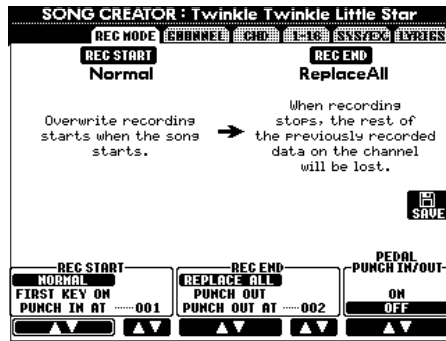 SONG CREATOR : Twinkle Twinkle Little Star
REC MODE CHANNEL CHD 1-16 SYS/EX. LYRICS
REC START
Normal
Overwrite recording
starts when the song
starts.
REC END
ReplaceAll
When recording
stops, the rest of
the previously recorded
data on the channel
will be lost.
SAVE
REC START
NORMAL
FIRST KEY ON
PUNCH IN AT ······001
REC END
REPLACE ALL
PUNCH OUT
PUNCH OUT AT ······002
PEDAL
PUNCH IN/OUT
ON
OFF